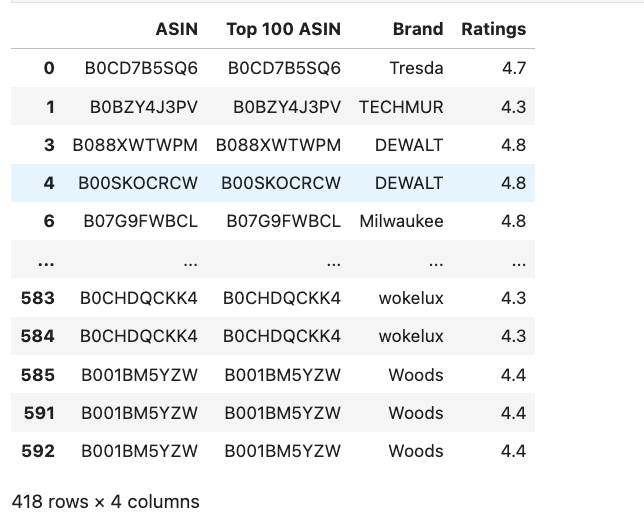 ASIN Top 100 ASIN Brand Ratings
0 B0CD7B5SQ6 B0CD7B5SQ6 Tresda 4.7
1 B0BZY4J3PV B0BZY4J3PV TECHMUR 4.3
3 B088XWTWPM B088XWTWPM DEWALT 4.8
4 B00SKOCRCW B00SKOCRCW DEWALT 4.8
6 B07G9FWBCL B07G9FWBCL Milwaukee 4.8
... ... ... ... ...
583 B0CHDQCKK4 B0CHDQCKK4 wokelux 4.3
584 B0CHDQCKK4 B0CHDQCKK4 wokelux 4.3
585 B001BM5YZW B001BM5YZW Woods 4.4
591 B001BM5YZW B001BM5YZW Woods 4.4
592 B001BM5YZW B001BM5YZW Woods 4.4
418 rows × 4 columns